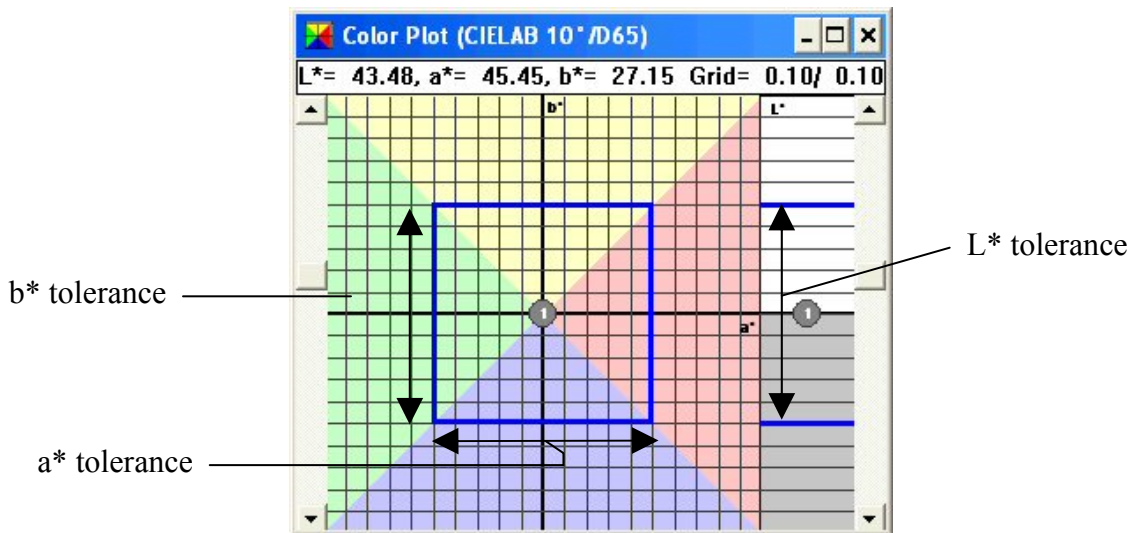 Color Plot (CIELAB 10°/D65)
L*= 43.48, a*= 45.45, b*= 27.15 Grid= 0.10/ 0.10
b* L*
L* tolerance
b* tolerance
1 1
a*
a* tolerance